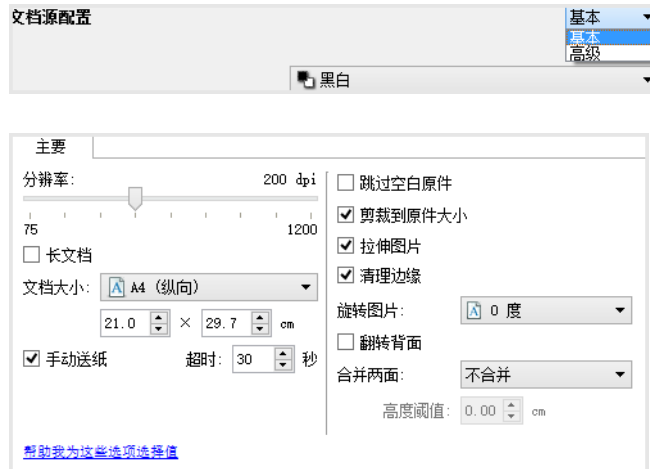 文档源配置 基本
基本
高级
黑白
主要
分辨率: 200 dpi
75 1200
长文档
文档大小: A4 (纵向)
21.0 × 29.7 cm
手动送纸 超时: 30 秒
帮助我为这些选项选择值
跳过空白原件
剪裁到原件大小
拉伸图片
清理边缘
旋转图片: 0 度
翻转背面
合并两面: 不合并
高度阈值: 0.00 cm